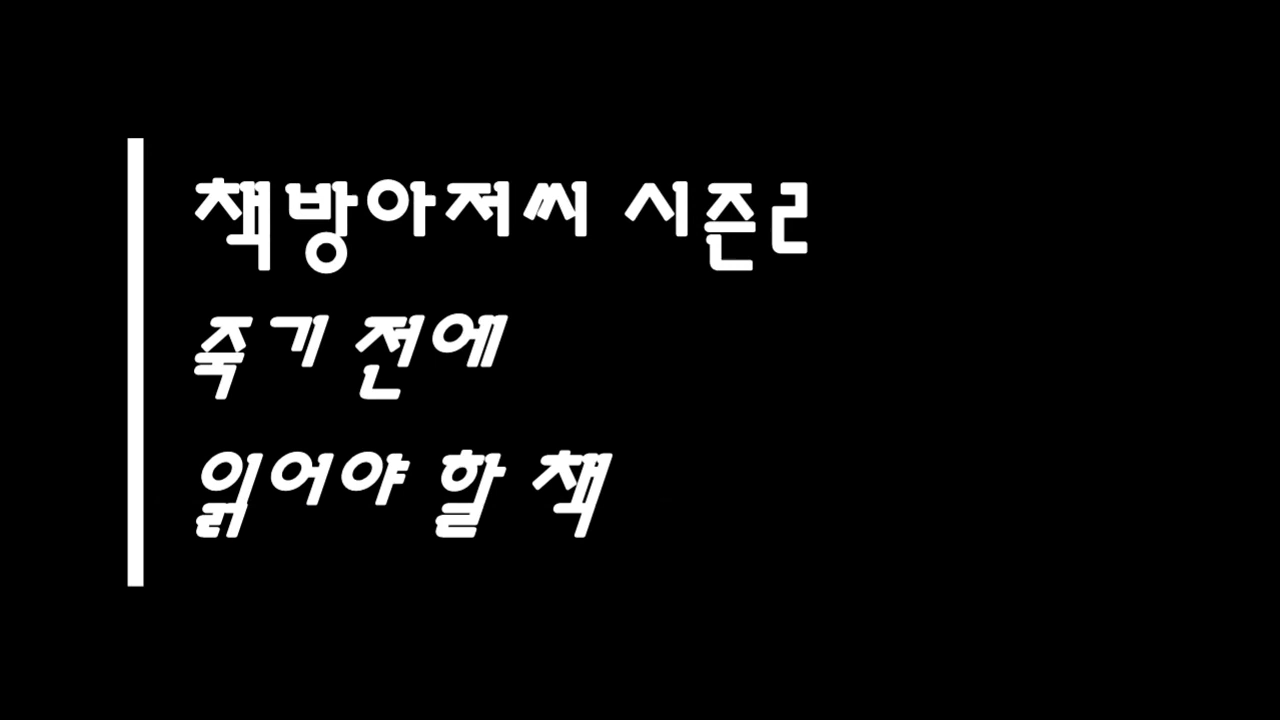 책방아저씨 시즌2
죽기 전에
읽어야 할 책